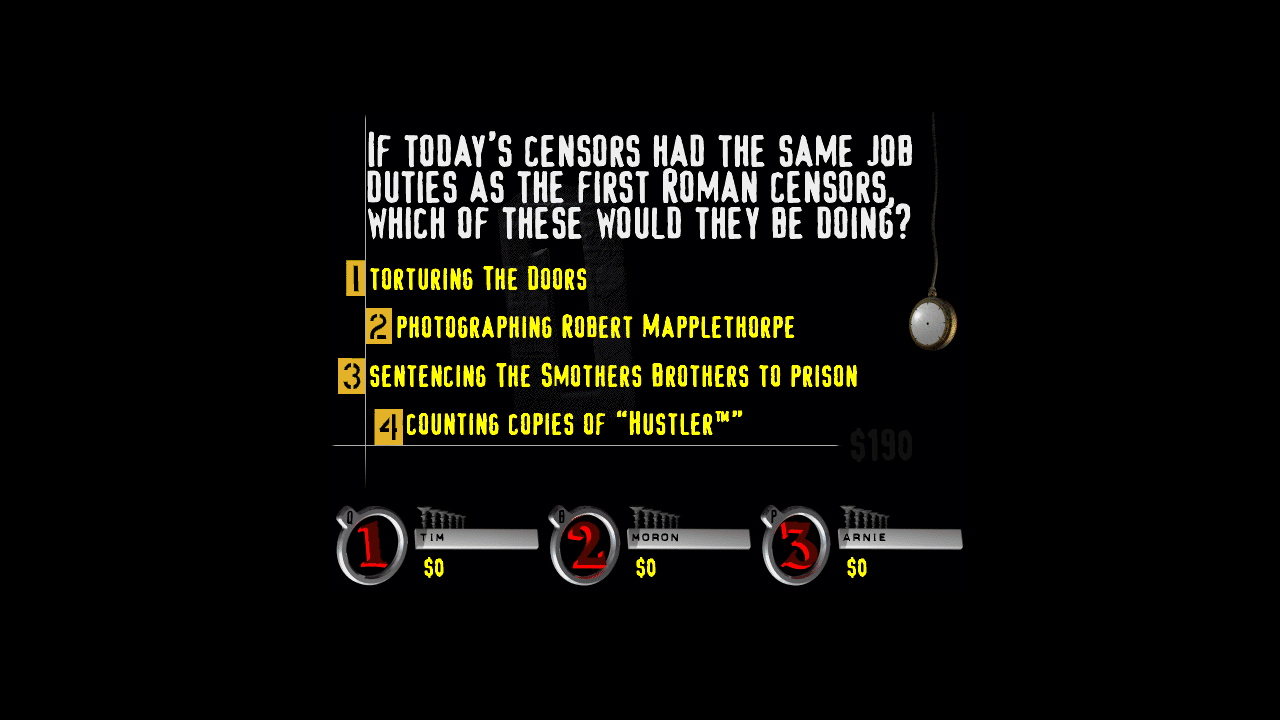 If today's censors had the same job
duties as the first Roman censors,
which of these would they be doing?
1 torturing The Doors
2 photographing Robert Mapplethorpe
3 sentencing The Smothers Brothers to prison
4 counting copies of “Hustler™”
$190
Q 1 TIM
$0
B 2 MORON
$0
P 3 ARNIE
$0